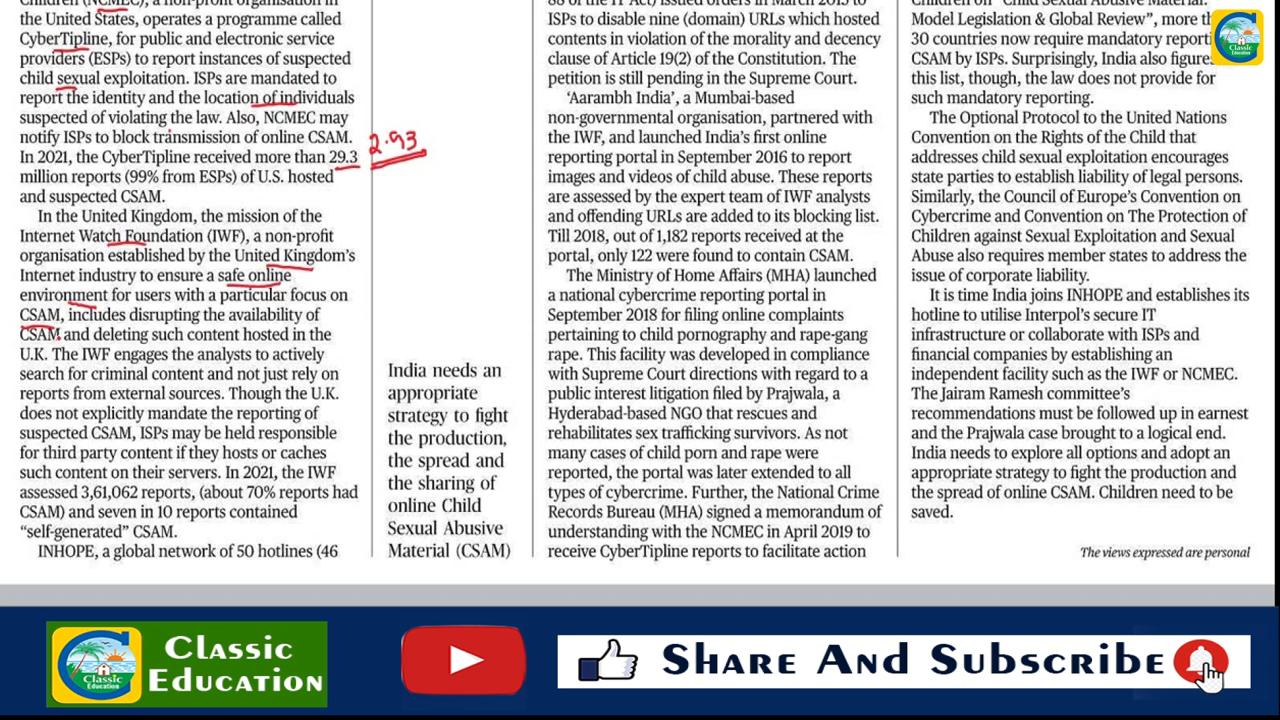 Children (NCMEC), a non-profit organisation in
the United States, operates a programme called
CyberTipline, for public and electronic service
providers (ESPs) to report instances of suspected
child sexual exploitation. ISPs are mandated to
report the identity and the location of individuals
suspected of violating the law. Also, NCMEC may
notify ISPs to block transmission of online CSAM.
In 2021, the CyberTipline received more than 29.3
million reports (99% from ESPs) of U.S. hosted
and suspected CSAM.
In the United Kingdom, the mission of the
Internet Watch Foundation (IWF), a non-profit
organisation established by the United Kingdom's
Internet industry to ensure a safe online
environment for users with a particular focus on
CSAM, includes disrupting the availability of
CSAM and deleting such content hosted in the
U.K. The IWF engages the analysts to actively
search for criminal content and not just rely on
reports from external sources. Though the U.K.
does not explicitly mandate the reporting of
suspected CSAM, ISPs may be held responsible
for third party content if they hosts or caches
such content on their servers. In 2021, the IWF
assessed 3,61,062 reports, (about 70% reports had
CSAM) and seven in 10 reports contained
“self-generated” CSAM.
INHOPE, a global network of 50 hotlines (46
2.93
India needs an
appropriate
strategy to fight
the production,
the spread and
the sharing of
online Child
Sexual Abusive
Material (CSAM)
issued orders in March 2015 to
ISPs to disable nine (domain) URLs which hosted
contents in violation of the morality and decency
clause of Article 19(2) of the Constitution. The
petition is still pending in the Supreme Court.
‘Aarambh India’, a Mumbai-based
non-governmental organisation, partnered with
the IWF, and launched India's first online
reporting portal in September 2016 to report
images and videos of child abuse. These reports
are assessed by the expert team of IWF analysts
and offending URLs are added to its blocking list.
Till 2018, out of 1,182 reports received at the
portal, only 122 were found to contain CSAM.
The Ministry of Home Affairs (MHA) launched
a national cybercrime reporting portal in
September 2018 for filing online complaints
pertaining to child pornography and rape-gang
rape. This facility was developed in compliance
with Supreme Court directions with regard to a
public interest litigation filed by Prajwala, a
Hyderabad-based NGO that rescues and
rehabilitates sex trafficking survivors. As not
many cases of child porn and rape were
reported, the portal was later extended to all
types of cybercrime. Further, the National Crime
Records Bureau (MHA) signed a memorandum of
understanding with the NCMEC in April 2019 to
receive CyberTipline reports to facilitate action
Children on “Child Sexual Abusive Material:
Model Legislation & Global Review”, more
30 countries now require mandatory
CSAM by ISPs. Surprisingly, India also
this list, though, the law does not provide for
such mandatory reporting.
The Optional Protocol to the United Nations
Convention on the Rights of the Child that
addresses child sexual exploitation encourages
state parties to establish liability of legal persons.
Similarly, the Council of Europe's Convention on
Cybercrime and Convention on The Protection of
Children against Sexual Exploitation and Sexual
Abuse also requires member states to address the
issue of corporate liability.
It is time India joins INHOPE and establishes its
hotline to utilise Interpol's secure IT
infrastructure or collaborate with ISPs and
financial companies by establishing an
independent facility such as the IWF or NCMEC.
The Jairam Ramesh committee's
recommendations must be followed up in earnest
and the Prajwala case brought to a logical end.
India needs to explore all options and adopt an
appropriate strategy to fight the production and
the spread of online CSAM. Children need to be
saved.
The views expressed are personal
Classic
Education
Classic
Education
Classic
Education
Share And Subscribe